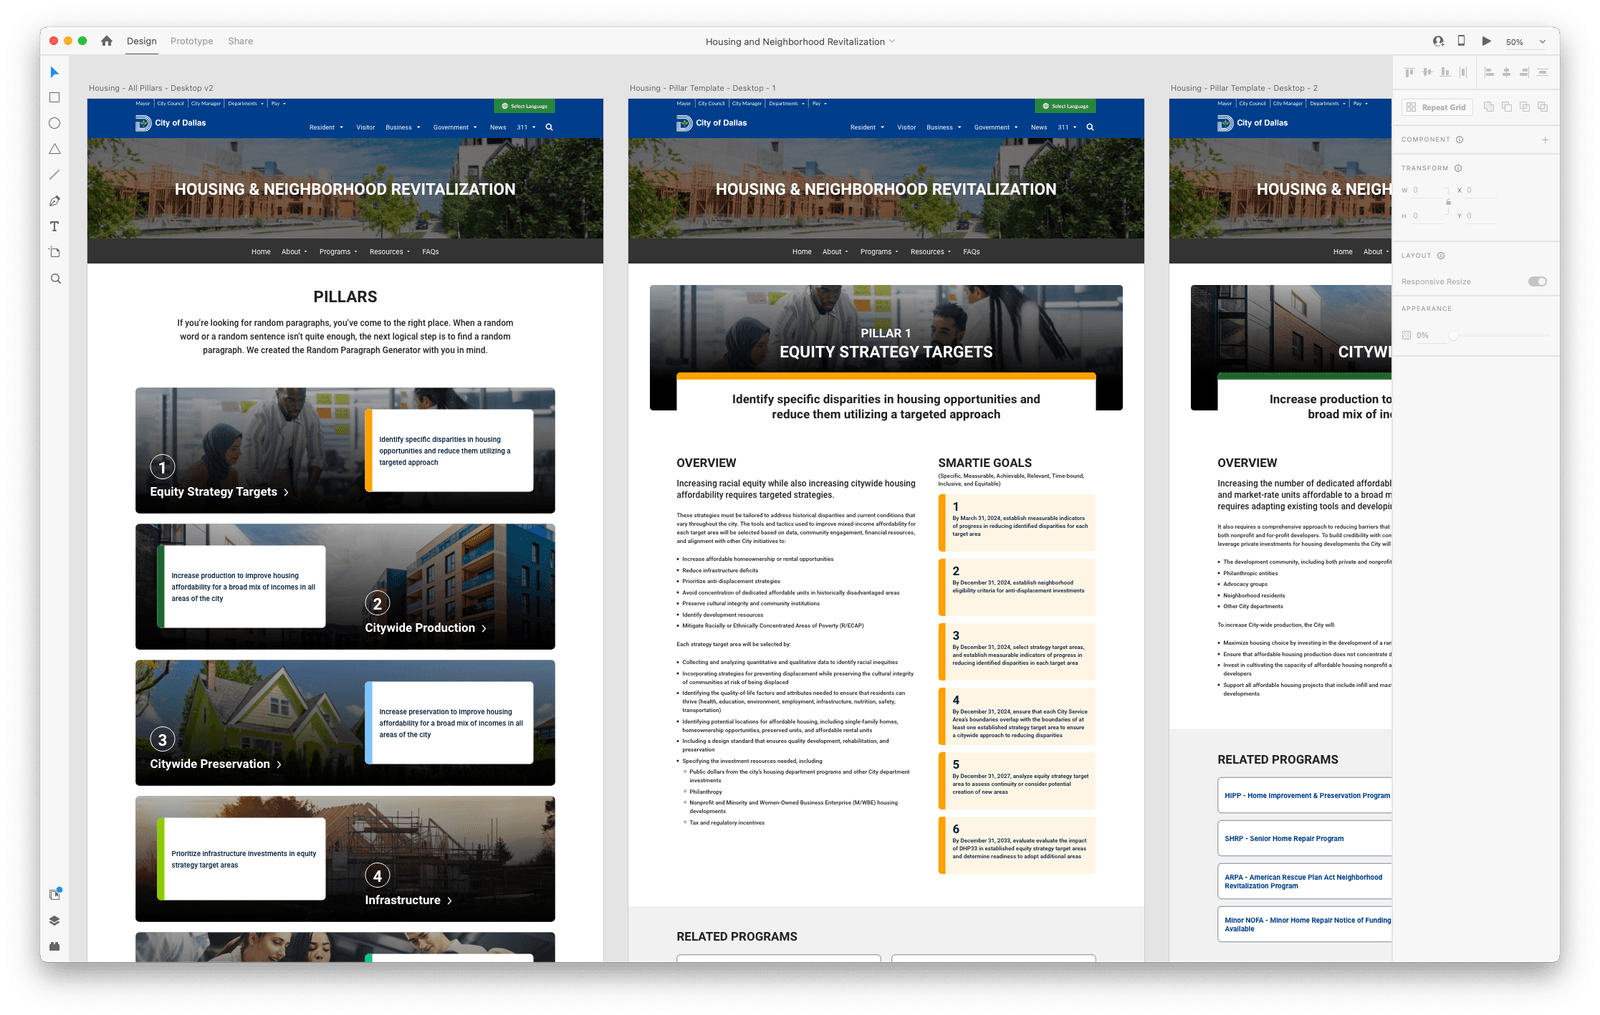 Design Prototype Share
Housing and Neighborhood Revitalization
50%
Housing - All Pillars - Desktop v2
Mayor | City Council | City Manager | Departments | Pay
Select Language
City of Dallas
Resident Visitor Business Government News 311
HOUSING & NEIGHBORHOOD REVITALIZATION
Home About Programs Resources FAQs
PILLARS
If you're looking for random paragraphs, you've come to the right place. When a random
word or a random sentence isn't quite enough, the next logical step is to find a random
paragraph. We created the Random Paragraph Generator with you in mind.
1
Equity Strategy Targets
Identify specific disparities in housing
opportunities and reduce them utilizing a
targeted approach
Increase production to improve housing
affordability for a broad mix of incomes in all
areas of the city
2
Citywide Production
3
Citywide Preservation
Increase preservation to improve housing
affordability for a broad mix of incomes in all
areas of the city
Prioritize infrastructure investments in equity
strategy target areas
4
Infrastructure
Housing - Pillar Template - Desktop - 1
Mayor | City Council | City Manager | Departments | Pay
Select Language
City of Dallas
Resident Visitor Business Government News 311
HOUSING & NEIGHBORHOOD REVITALIZATION
Home About Programs Resources FAQs
PILLAR 1
EQUITY STRATEGY TARGETS
Identify specific disparities in housing opportunities and
reduce them utilizing a targeted approach
OVERVIEW
Increasing racial equity while also increasing citywide housing
affordability requires targeted strategies.
These strategies must be tailored to address historical disparities and current conditions that
vary throughout the city. The tools and tactics used to improve mixed-income affordability for
each target area will be selected based on data, community engagement, financial resources,
and alignment with other City initiatives to:
• Increase affordable homeownership or rental opportunities
• Reduce infrastructure deficits
• Prioritize anti-displacement strategies
• Avoid concentration of dedicated affordable units in historically disadvantaged areas
• Preserve cultural integrity and community institutions
• Identify development resources
• Mitigate Racially or Ethnically Concentrated Areas of Poverty (R/ECAP)
Each strategy target area will be selected by:
• Collecting and analyzing quantitative and qualitative data to identify racial inequities
• Incorporating strategies for preventing displacement while preserving the cultural integrity
of communities at risk of being displaced
• Identifying the quality-of-life factors and attributes needed to ensure that residents can
thrive (health, education, environment, employment, infrastructure, nutrition, safety,
transportation)
• Identifying potential locations for affordable housing, including single-family homes,
homeownership opportunities, preserved units, and affordable rental units
• Including a design standard that ensures quality development, rehabilitation, and
preservation
• Specifying the investment resources needed, including
Public dollars from the city's housing department programs and other City department
investments
Philanthropy
Nonprofit and Minority and Women-Owned Business Enterprise (M/WBE) housing
developments
Tax and regulatory incentives
SMARTIE GOALS
(Specific, Measurable, Achievable, Relevant, Time-bound,
Inclusive, and Equitable)
1
By March 31, 2024, establish measurable indicators
of progress in reducing identified disparities for each
target area
2
By December 31, 2024, establish neighborhood
eligibility criteria for anti-displacement investments
3
By December 31, 2024, select strategy target areas,
and establish measurable indicators of progress in
reducing identified disparities in each target area
4
By December 31, 2024, ensure that each City Service
Area's boundaries overlap with the boundaries of at
least one established strategy target area to ensure
a citywide approach to reducing disparities
5
By December 31, 2027, analyze equity strategy target
area to assess continuity or consider potential
creation of new areas
6
By December 31, 2033, evaluate evaluate the impact
of DHP33 in established equity strategy target areas
and determine readiness to adopt additional areas
RELATED PROGRAMS
Housing - Pillar Template - Desktop - 2
Mayor | City Council | City Manager | Departments | Pay
City of Dallas
HOUSING & NEIGH
Home About
CITYWI
Increase production to
broad mix of in
OVERVIEW
Increasing the number of dedicated affordabl
and market-rate units affordable to a broad m
requires adapting existing tools and developin
It also requires a comprehensive approach to reducing barriers that
both nonprofit and for-profit developers. To build credibility with con
leverage private investments for housing developments the City will
• The development community, including both private and nonprofit
• Philanthropic entities
• Advocacy groups
• Neighborhood residents
• Other City departments
To increase City-wide production, the City will:
• Maximize housing choice by investing in the development of a ran
• Ensure that affordable housing production does not concentrate d
• Invest in cultivating the capacity of affordable housing nonprofit a
developers
• Support all affordable housing projects that include infill and mas
developments
RELATED PROGRAMS
HIPP - Home Improvement & Preservation Program
SHRP - Senior Home Repair Program
ARPA - American Rescue Plan Act Neighborhood
Revitalization Program
Minor NOFA - Minor Home Repair Notice of Funding
Available
Repeat Grid
COMPONENT
TRANSFORM
W 0 X 0
H 0 Y 0
LAYOUT
Responsive Resize
APPEARANCE
0%